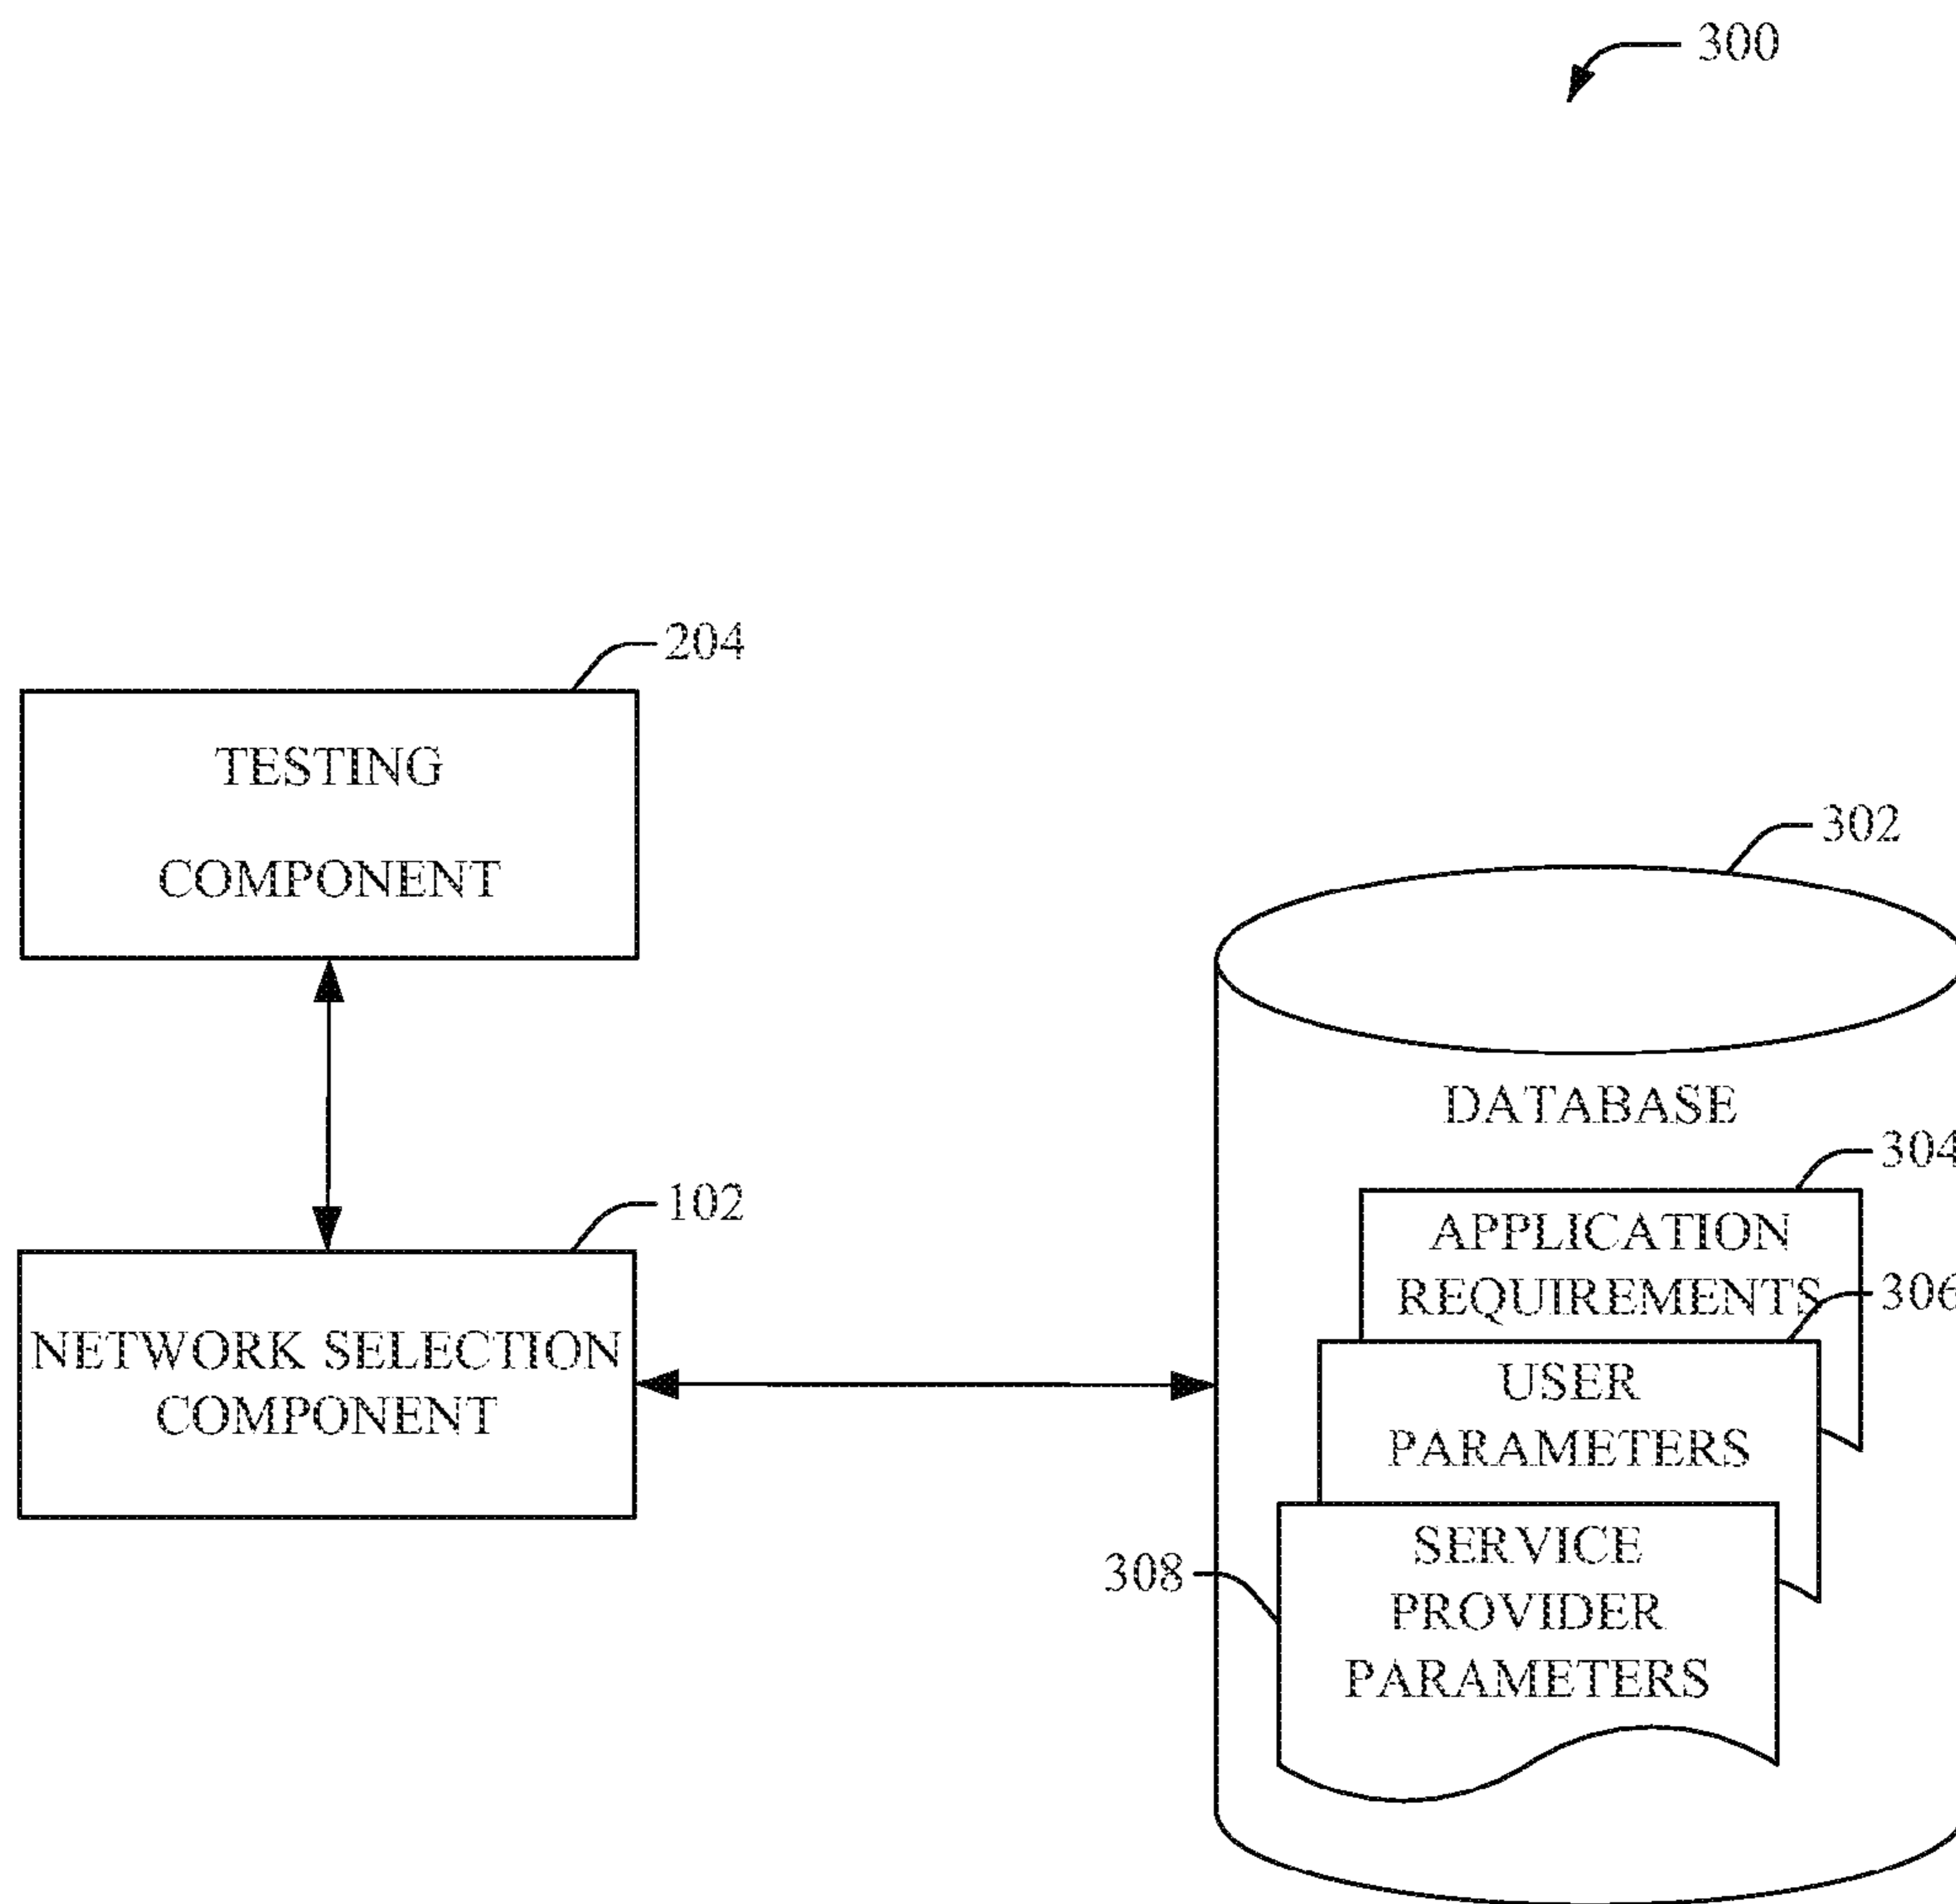 300
204
TESTING
COMPONENT
302
DATABASE
304
102
APPLICATION
REQUIREMENTS
306
NETWORK SELECTION
COMPONENT
USER
PARAMETERS
308
SERVICE
PROVIDER
PARAMETERS